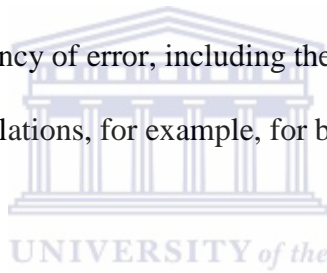 ncy of error, including the
lations, for example, for b
UNIVERSITY of the